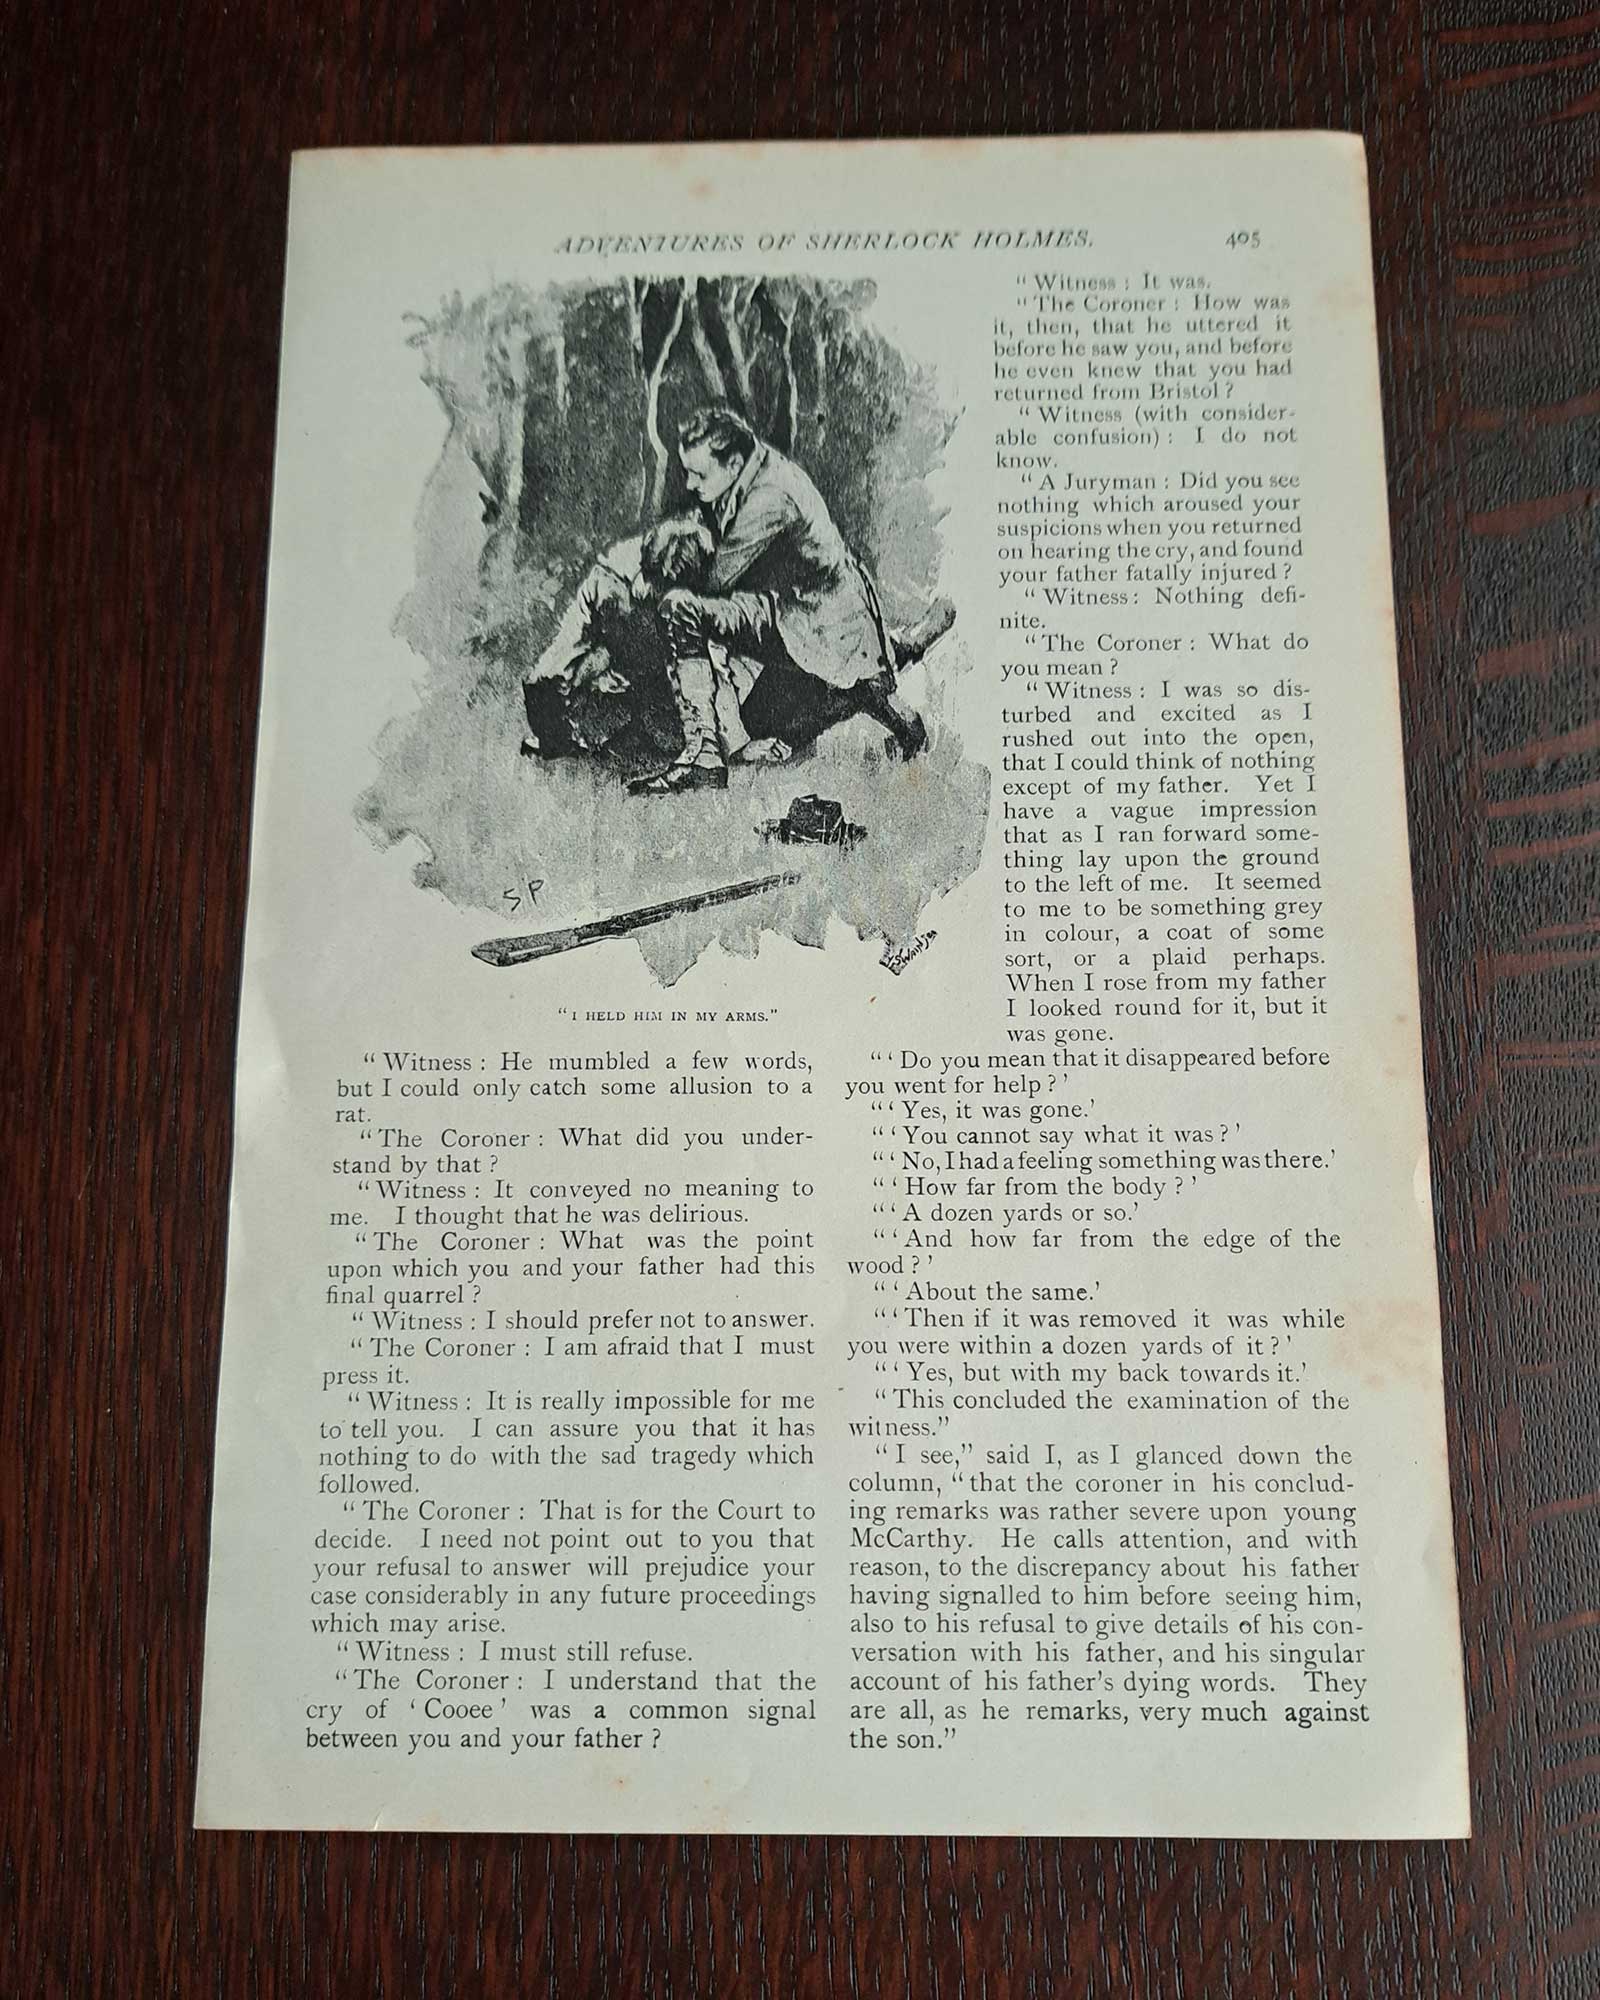 ADVENTURES OF SHERLOCK HOLMES.
405
SP
"I HELD HIM IN MY ARMS."
"Witness: He mumbled a few words,
but I could only catch some allusion to a
rat.
"The Coroner: What did you under-
stand by that?
"Witness: It conveyed no meaning to
me. I thought that he was delirious.
"The Coroner: What was the point
upon which you and your father had this
final quarrel?
"Witness: I should prefer not to answer.
"The Coroner: I am afraid that I must
press it.
"Witness: It is really impossible for me
to tell you. I can assure you that it has
nothing to do with the sad tragedy which
followed.
"The Coroner: That is for the Court to
decide. I need not point out to you that
your refusal to answer will prejudice your
case considerably in any future proceedings
which may arise.
"Witness: I must still refuse.
"The Coroner: I understand that the
cry of 'Cooee' was a common signal
between you and your father?
"Witness: It was.
"The Coroner: How was
it, then, that he uttered it
before he saw you, and before
he even knew that you had
returned from Bristol?
"Witness (with consider-
able confusion): I do not
know.
"A Juryman: Did you see
nothing which aroused your
suspicions when you returned
on hearing the cry, and found
your father fatally injured?
"Witness: Nothing defi-
nite.
"The Coroner: What do
you mean?
"Witness: I was so dis-
turbed and excited as I
rushed out into the open,
that I could think of nothing
except of my father. Yet I
have a vague impression
that as I ran forward some-
thing lay upon the ground
to the left of me. It seemed
to me to be something grey
in colour, a coat of some
sort, or a plaid perhaps.
When I rose from my father
I looked round for it, but it
was gone.
"'Do you mean that it disappeared before
you went for help?'
"'Yes, it was gone.'
"'You cannot say what it was?'
"'No, I had a feeling something was there.'
"'How far from the body?'
"'A dozen yards or so.'
"'And how far from the edge of the
wood?'
"'About the same.'
"'Then if it was removed it was while
you were within a dozen yards of it?'
"'Yes, but with my back towards it.'
"This concluded the examination of the
witness."
"I see," said I, as I glanced down the
column, "that the coroner in his conclud-
ing remarks was rather severe upon young
McCarthy. He calls attention, and with
reason, to the discrepancy about his father
having signalled to him before seeing him,
also to his refusal to give details of his con-
versation with his father, and his singular
account of his father's dying words. They
are all, as he remarks, very much against
the son."